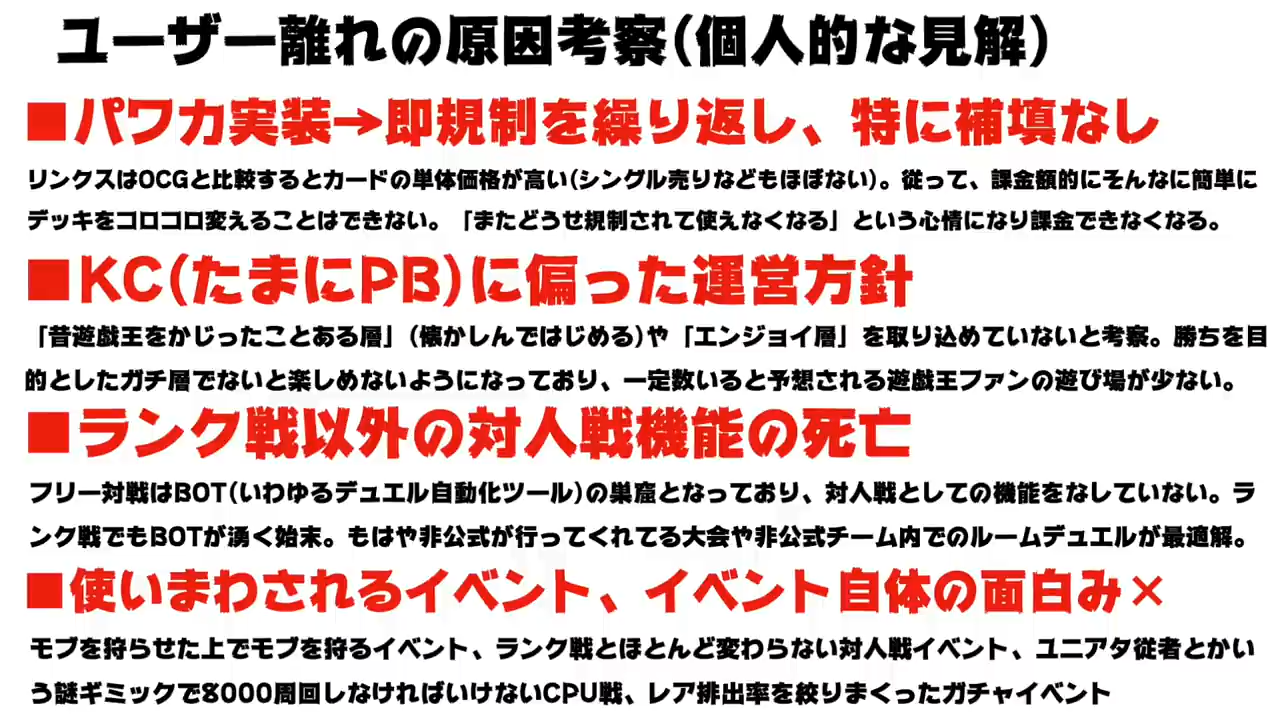 ユーザー離れの原因考察(個人的な見解)
■パワカ実装→即規制を繰り返し、特に補填なし
リンクスはOCGと比較するとカードの単体価格が高い(シングル売りなどもほぼない)。従って、課金額的にそんなに簡単に
デッキをコロコロ変えることはできない。「またどうせ規制されて使えなくなる」という心情になり課金できなくなる。
■KC(たまにPB)に偏った運営方針
「昔遊戯王をかじったことある層」(懐かしんではじめる)や「エンジョイ層」を取り込めていないと考察。勝ちを目
的としたガチ層でないと楽しめないようになっており、一定数いると予想される遊戯王ファンの遊び場が少ない。
■ランク戦以外の対人戦機能の死亡
フリー対戦はBOT(いわゆるデュエル自動化ツール)の巣窟となっており、対人戦としての機能をなしていない。ラ
ンク戦でもBOTが湧く始末。もはや非公式が行ってくれてる大会や非公式チーム内でのルームデュエルが最適解。
■使いまわされるイベント、イベント自体の面白み×
モブを狩らせた上でモブを狩るイベント、ランク戦とほとんど変わらない対人戦イベント、ユニアタ従者とかい
う謎ギミックで8000周回しなければいけないCPU戦、レア排出率を絞りまくったガチャイベント